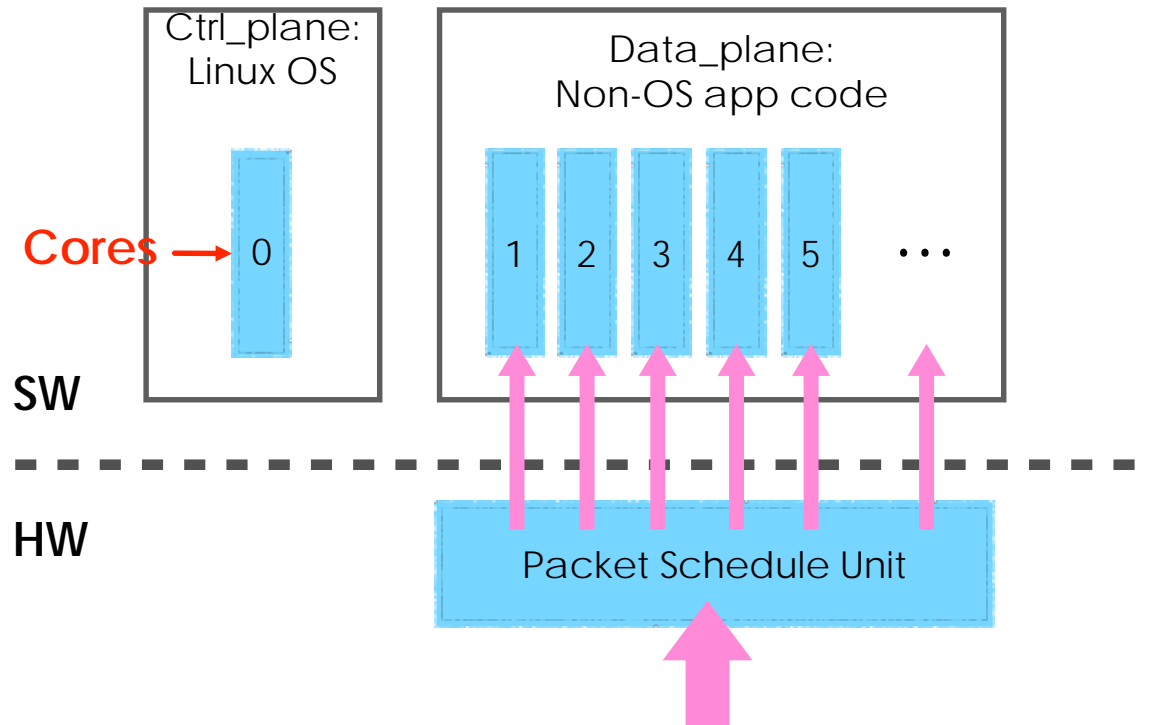 Ctrl_plane:
Linux OS
Data_plane:
Non-OS app code
Cores
0
1
2
3
4
5
...
SW
HW
Packet Schedule Unit